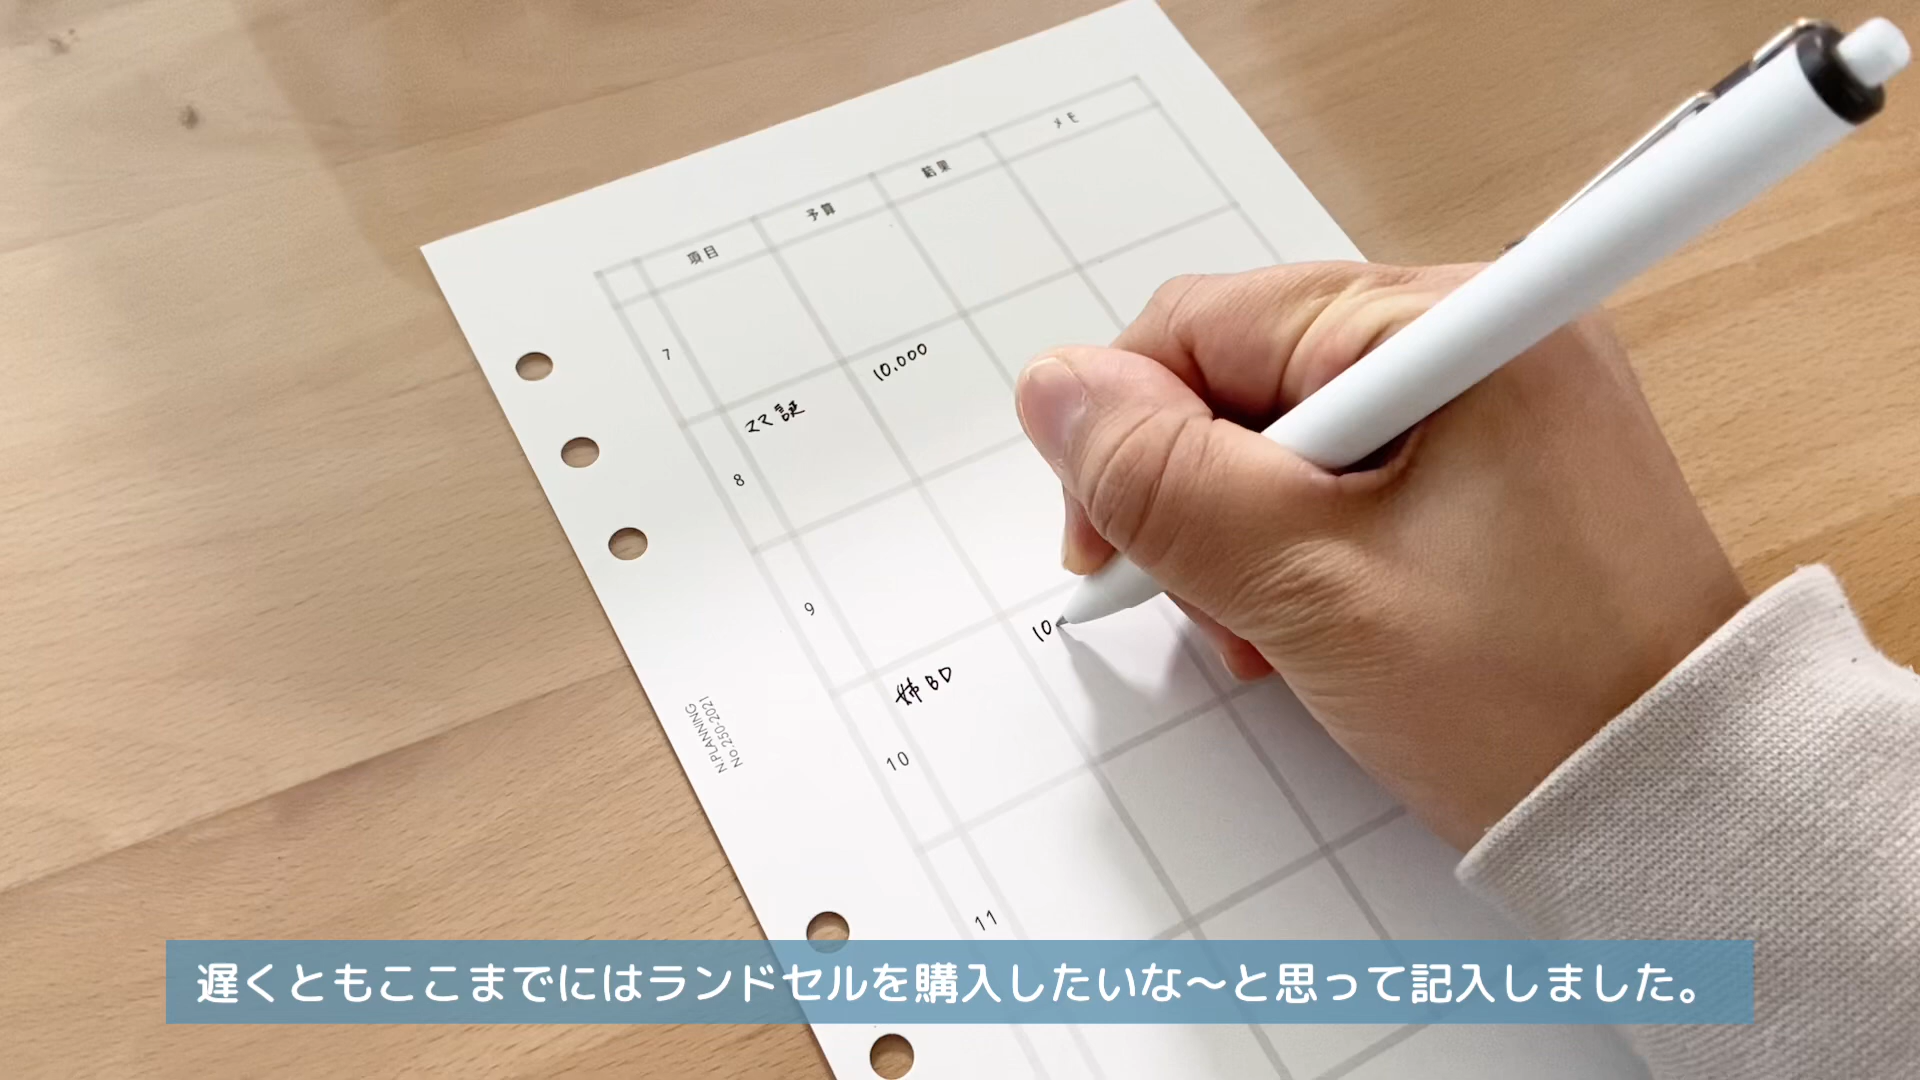 項目 予算 結果 メモ
7
ママ誕 10.000
8
9
姉BD 10
10
11
N.PLANNING
No.250-2021
遅くともここまでにはランドセルを購入したいな〜と思って記入しました。